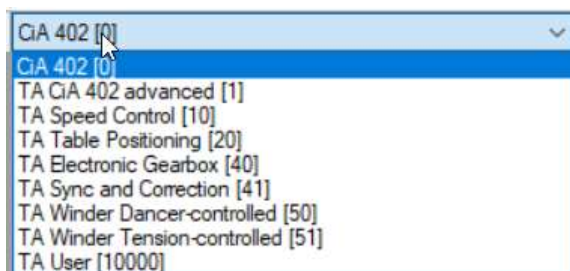 CiA 402 [0]
CiA 402 [0]
TA CiA 402 advanced [1]
TA Speed Control [10]
TA Table Positioning [20]
TA Electronic Gearbox [40]
TA Sync and Correction [41]
TA Winder Dancer-controlled [50]
TA Winder Tension-controlled [51]
TA User [10000]